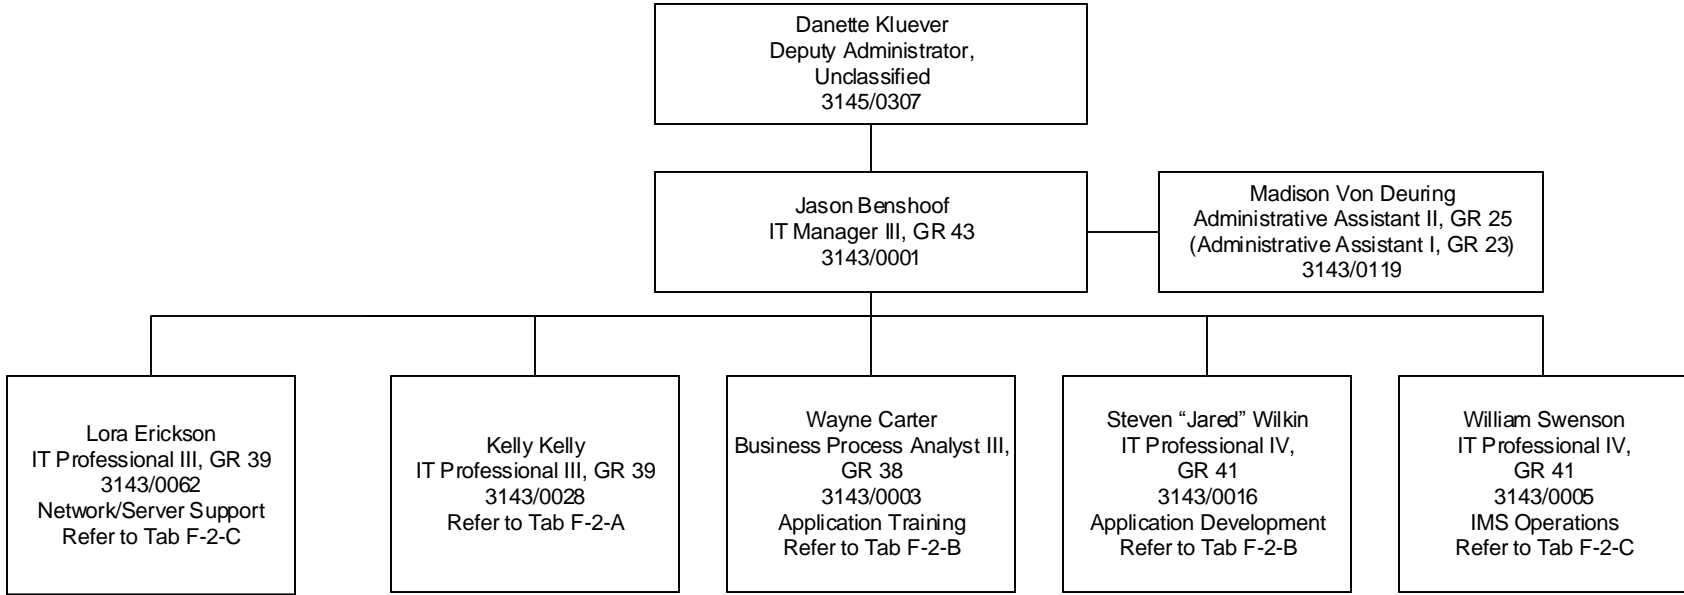 Danette Kluever
Deputy Administrator,
Unclassified
3145/0307
Jason Benshoof
IT Manager III, GR 43
3143/0001
Madison Von Deuring
Administrative Assistant II, GR 25
(Administrative Assistant I, GR 23)
3143/0119
Lora Erickson
IT Professional III, GR 39
3143/0062
Network/Server Support
Refer to Tab F-2-C
Kelly Kelly
IT Professional III, GR 39
3143/0028
Refer to Tab F-2-A
Wayne Carter
Business Process Analyst III,
GR 38
3143/0003
Application Training
Refer to Tab F-2-B
Steven “Jared” Wilkin
IT Professional IV,
GR 41
3143/0016
Application Development
Refer to Tab F-2-B
William Swenson
IT Professional IV,
GR 41
3143/0005
IMS Operations
Refer to Tab F-2-C